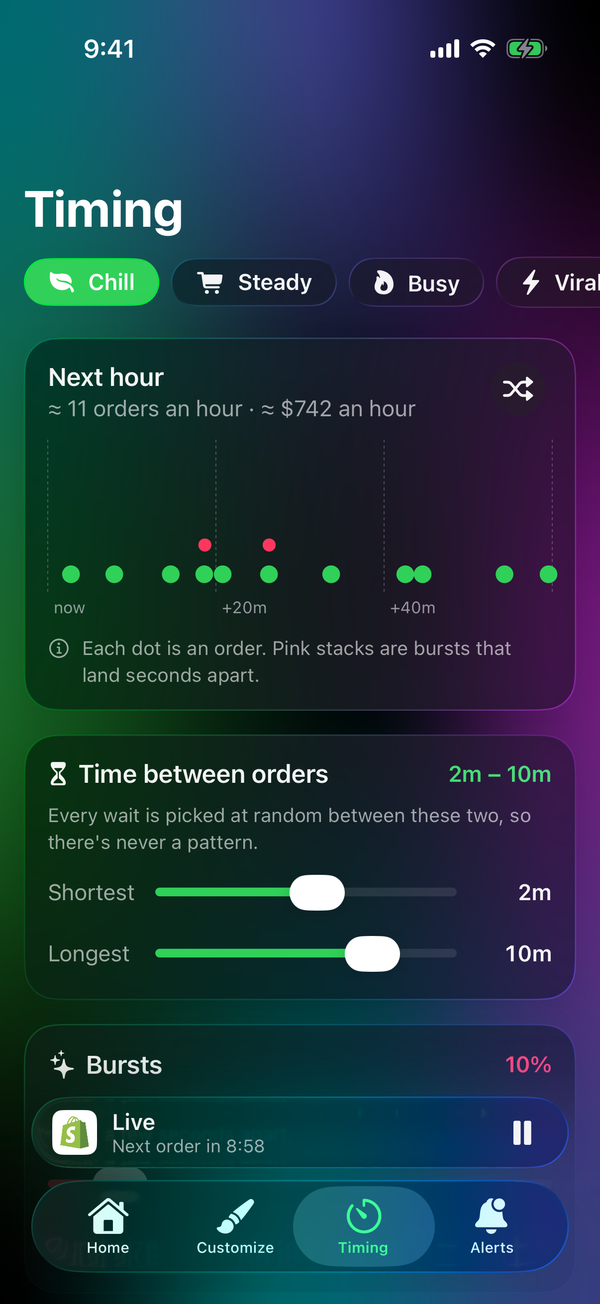 9:41
Timing
Chill
Steady
Busy
Viral
Next hour
≈ 11 orders an hour · ≈ $742 an hour
now
+20m
+40m
Each dot is an order. Pink stacks are bursts that
land seconds apart.
Time between orders
2m – 10m
Every wait is picked at random between these two, so
there's never a pattern.
Shortest
2m
Longest
10m
Bursts
10%
Live
Next order in 8:58
Home
Customize
Timing
Alerts